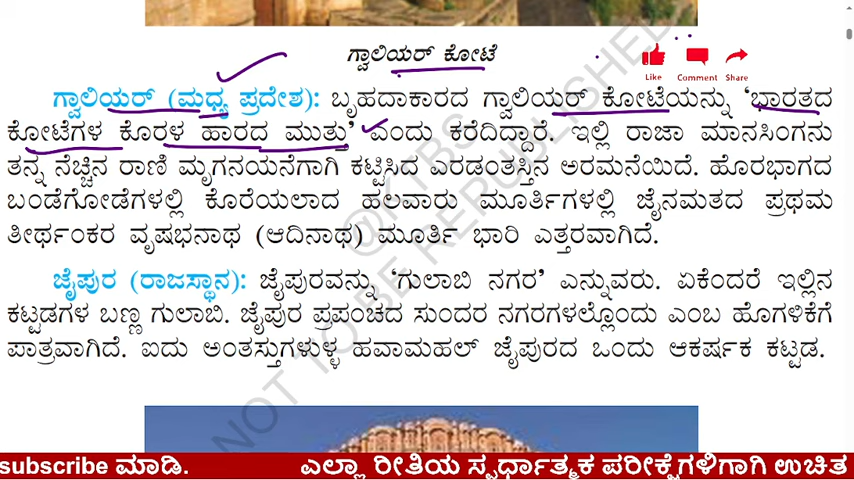 ಗ್ವಾಲಿಯರ್ ಕೋಟೆ
Like Comment Share
ಗ್ವಾಲಿಯರ್ (ಮಧ್ಯ ಪ್ರದೇಶ): ಬೃಹದಾಕಾರದ ಗ್ವಾಲಿಯರ್ ಕೋಟೆಯನ್ನು ‘ಭಾರತದ
ಕೋಟೆಗಳ ಕೊರಳ ಹಾರದ ಮುತ್ತು’ ಎಂದು ಕರೆದಿದ್ದಾರೆ. ಇಲ್ಲಿ ರಾಜಾ ಮಾನಸಿಂಗನು
ತನ್ನ ನೆಚ್ಚಿನ ರಾಣಿ ಮೃಗನಯನೆಗಾಗಿ ಕಟ್ಟಿಸಿದ ಎರಡಂತಸ್ತಿನ ಅರಮನೆಯಿದೆ. ಹೊರಭಾಗದ
ಬಂಡೆಗೋಡೆಗಳಲ್ಲಿ ಕೊರೆಯಲಾದ ಹಲವಾರು ಮೂರ್ತಿಗಳಲ್ಲಿ ಜೈನಮತದ ಪ್ರಥಮ
ತೀರ್ಥಂಕರ ವೃಷಭನಾಥ (ಆದಿನಾಥ) ಮೂರ್ತಿ ಭಾರಿ ಎತ್ತರವಾಗಿದೆ.
ಜೈಪುರ (ರಾಜಸ್ಥಾನ): ಜೈಪುರವನ್ನು ‘ಗುಲಾಬಿ ನಗರ’ ಎನ್ನುವರು. ಏಕೆಂದರೆ ಇಲ್ಲಿನ
ಕಟ್ಟಡಗಳ ಬಣ್ಣ ಗುಲಾಬಿ. ಜೈಪುರ ಪ್ರಪಂಚದ ಸುಂದರ ನಗರಗಳಲ್ಲೊಂದು ಎಂಬ ಹೊಗಳಿಕೆಗೆ
ಪಾತ್ರವಾಗಿದೆ. ಐದು ಅಂತಸ್ತುಗಳುಳ್ಳ ಹವಾಮಹಲ್ ಜೈಪುರದ ಒಂದು ಆಕರ್ಷಕ ಕಟ್ಟಡ.
@KTBS
NOT TO BE REPUBLISHED
subscribe ಮಾಡಿ. ಎಲ್ಲಾ ರೀತಿಯ ಸ್ಪರ್ಧಾತ್ಮಕ ಪರೀಕ್ಷೆಗಳಿಗಾಗಿ ಉಚಿತ